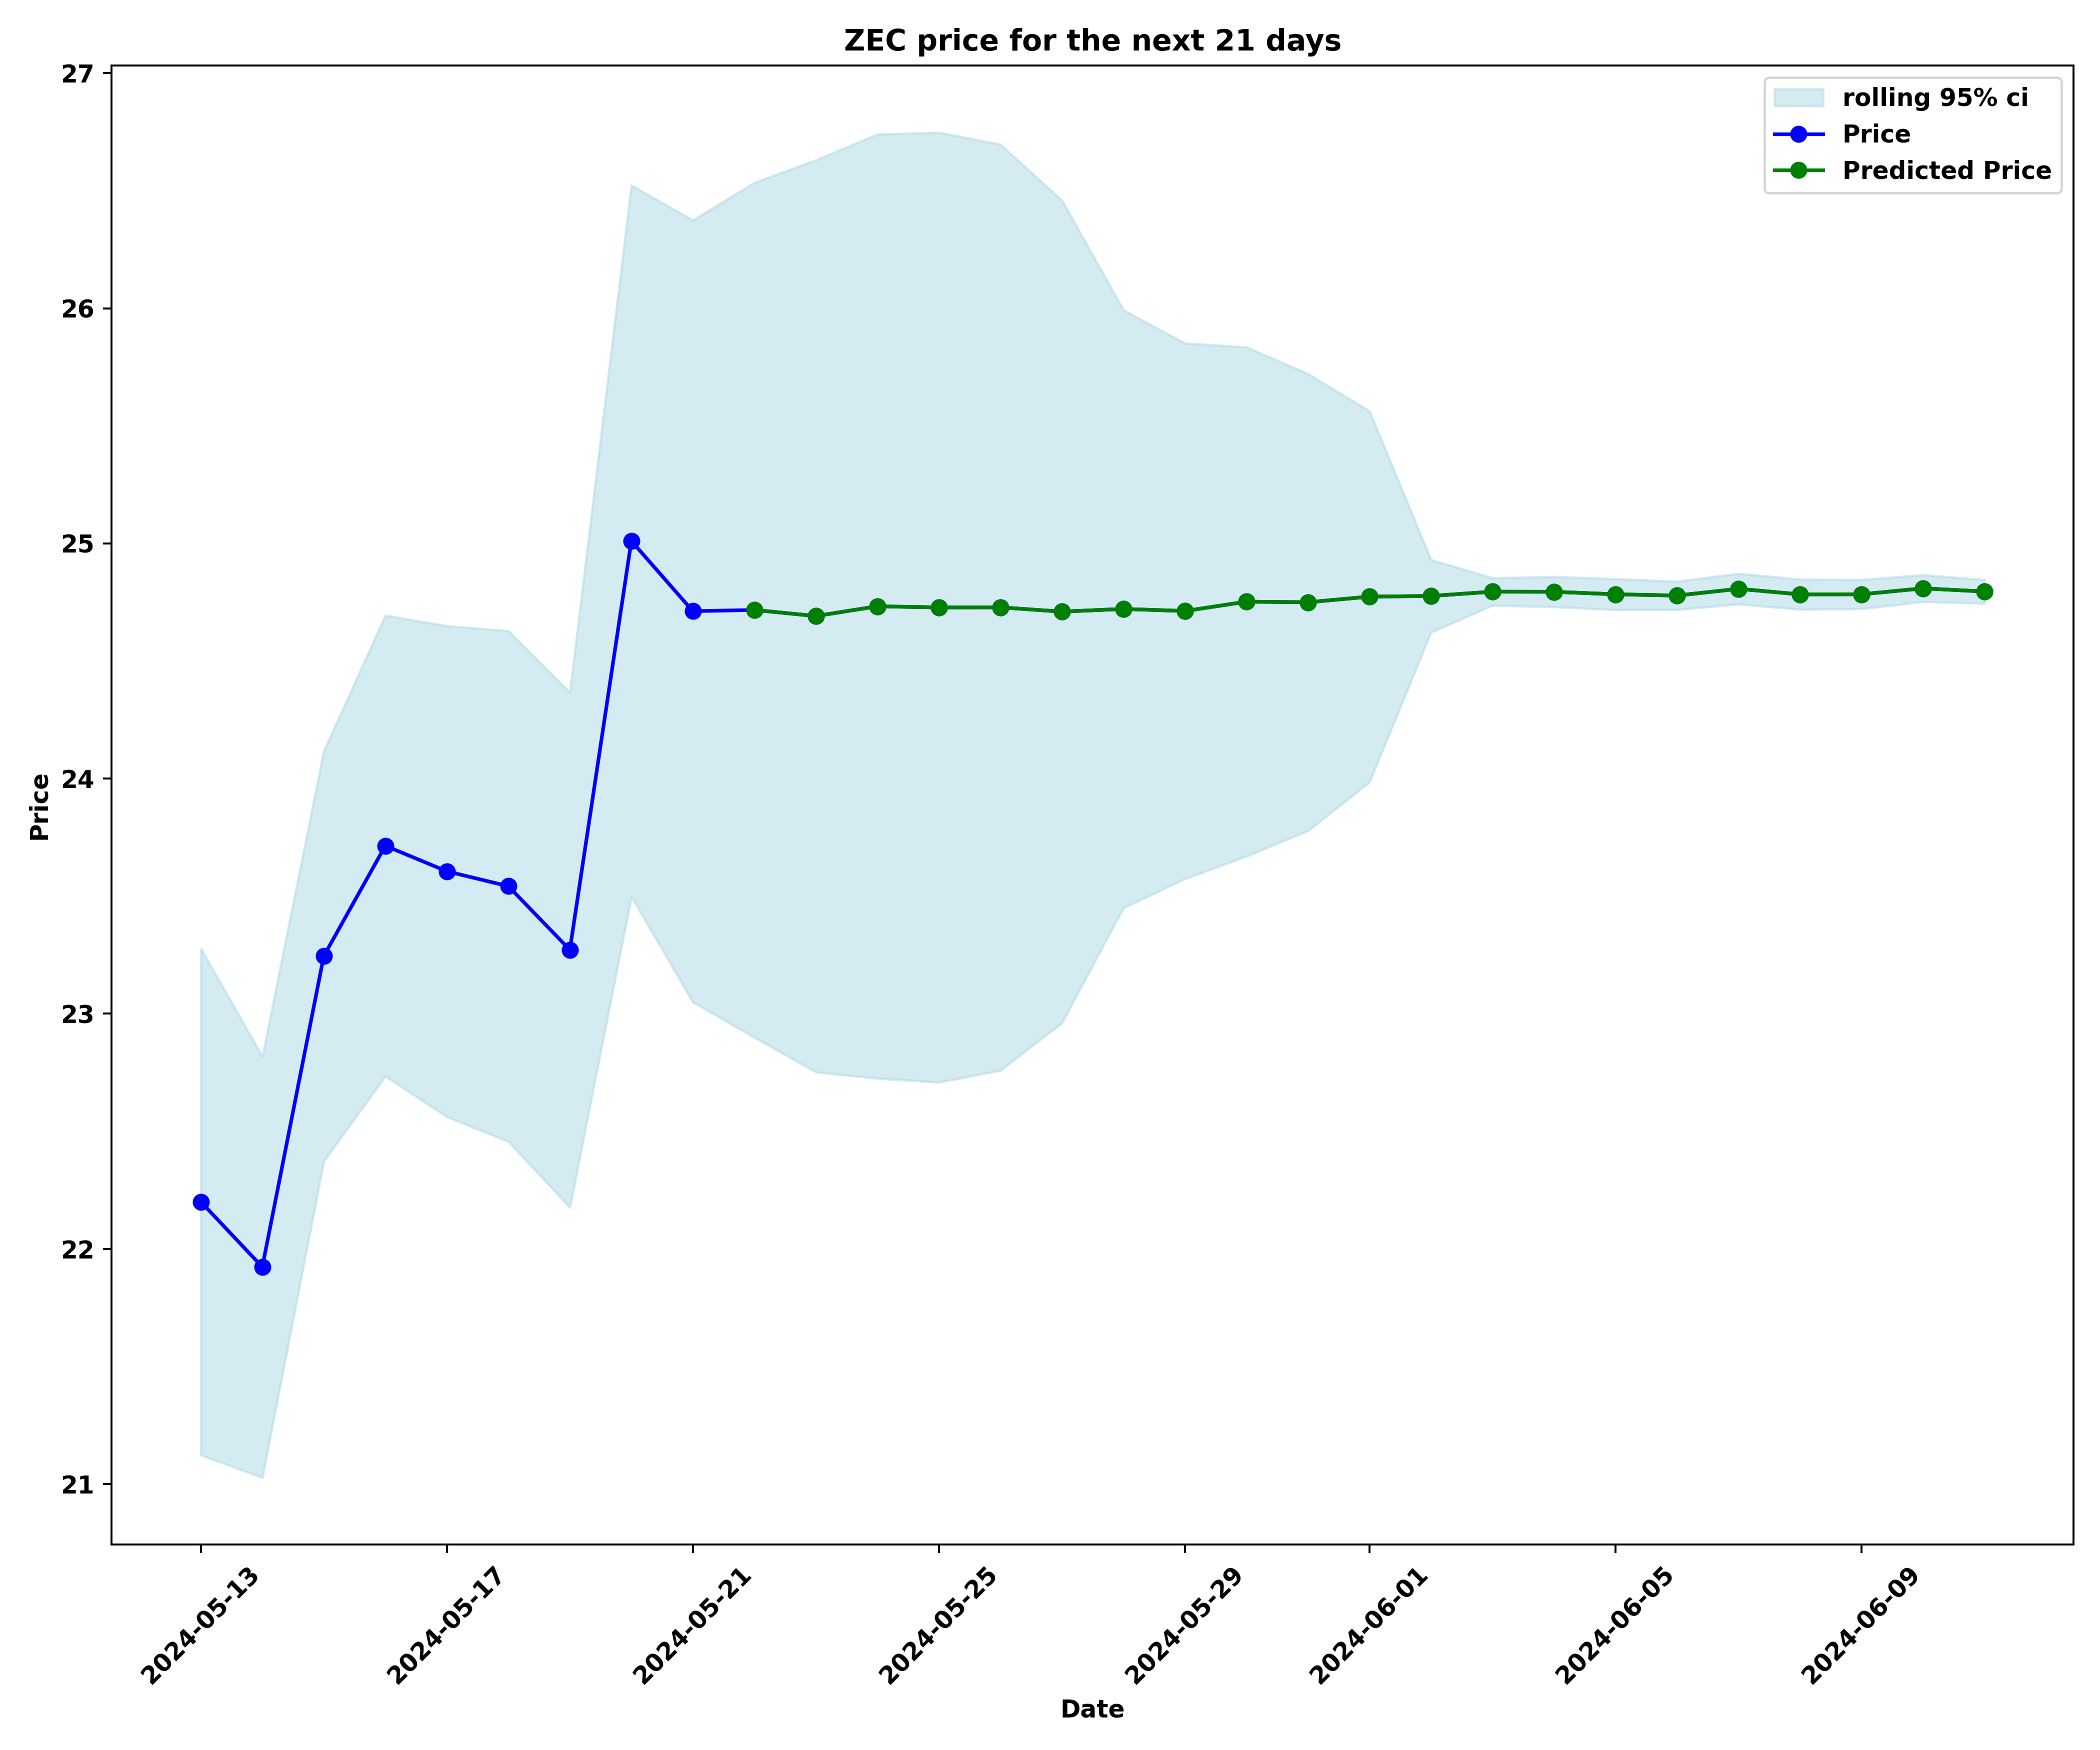 ZEC price for the next 21 days
rolling 95% ci
Price
Predicted Price
27
26
25
24
23
22
21
Price
2024-05-13
2024-05-17
2024-05-21
2024-05-25
2024-05-29
2024-06-01
2024-06-05
2024-06-09
Date